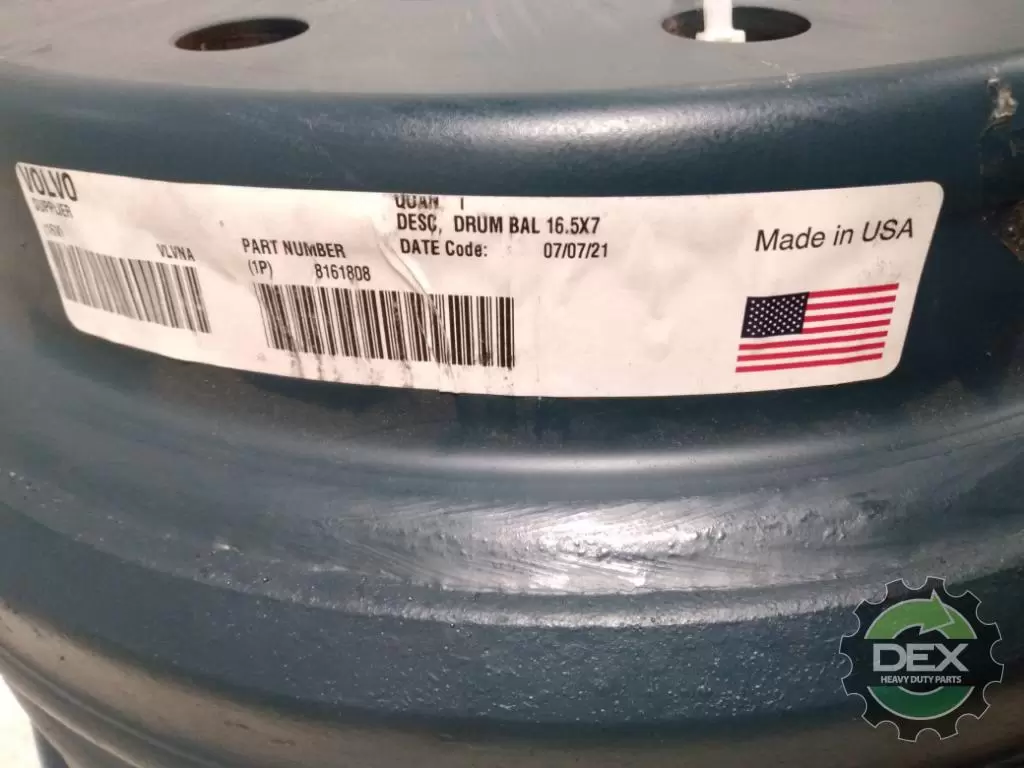 VOLVO
SUPPLIER
VLVNA
PART NUMBER
(1P) 8161808
QUAN 1
DESC, DRUM BAL 16.5X7
DATE Code: 07/07/21
Made in USA
DEX
HEAVY DUTY PARTS